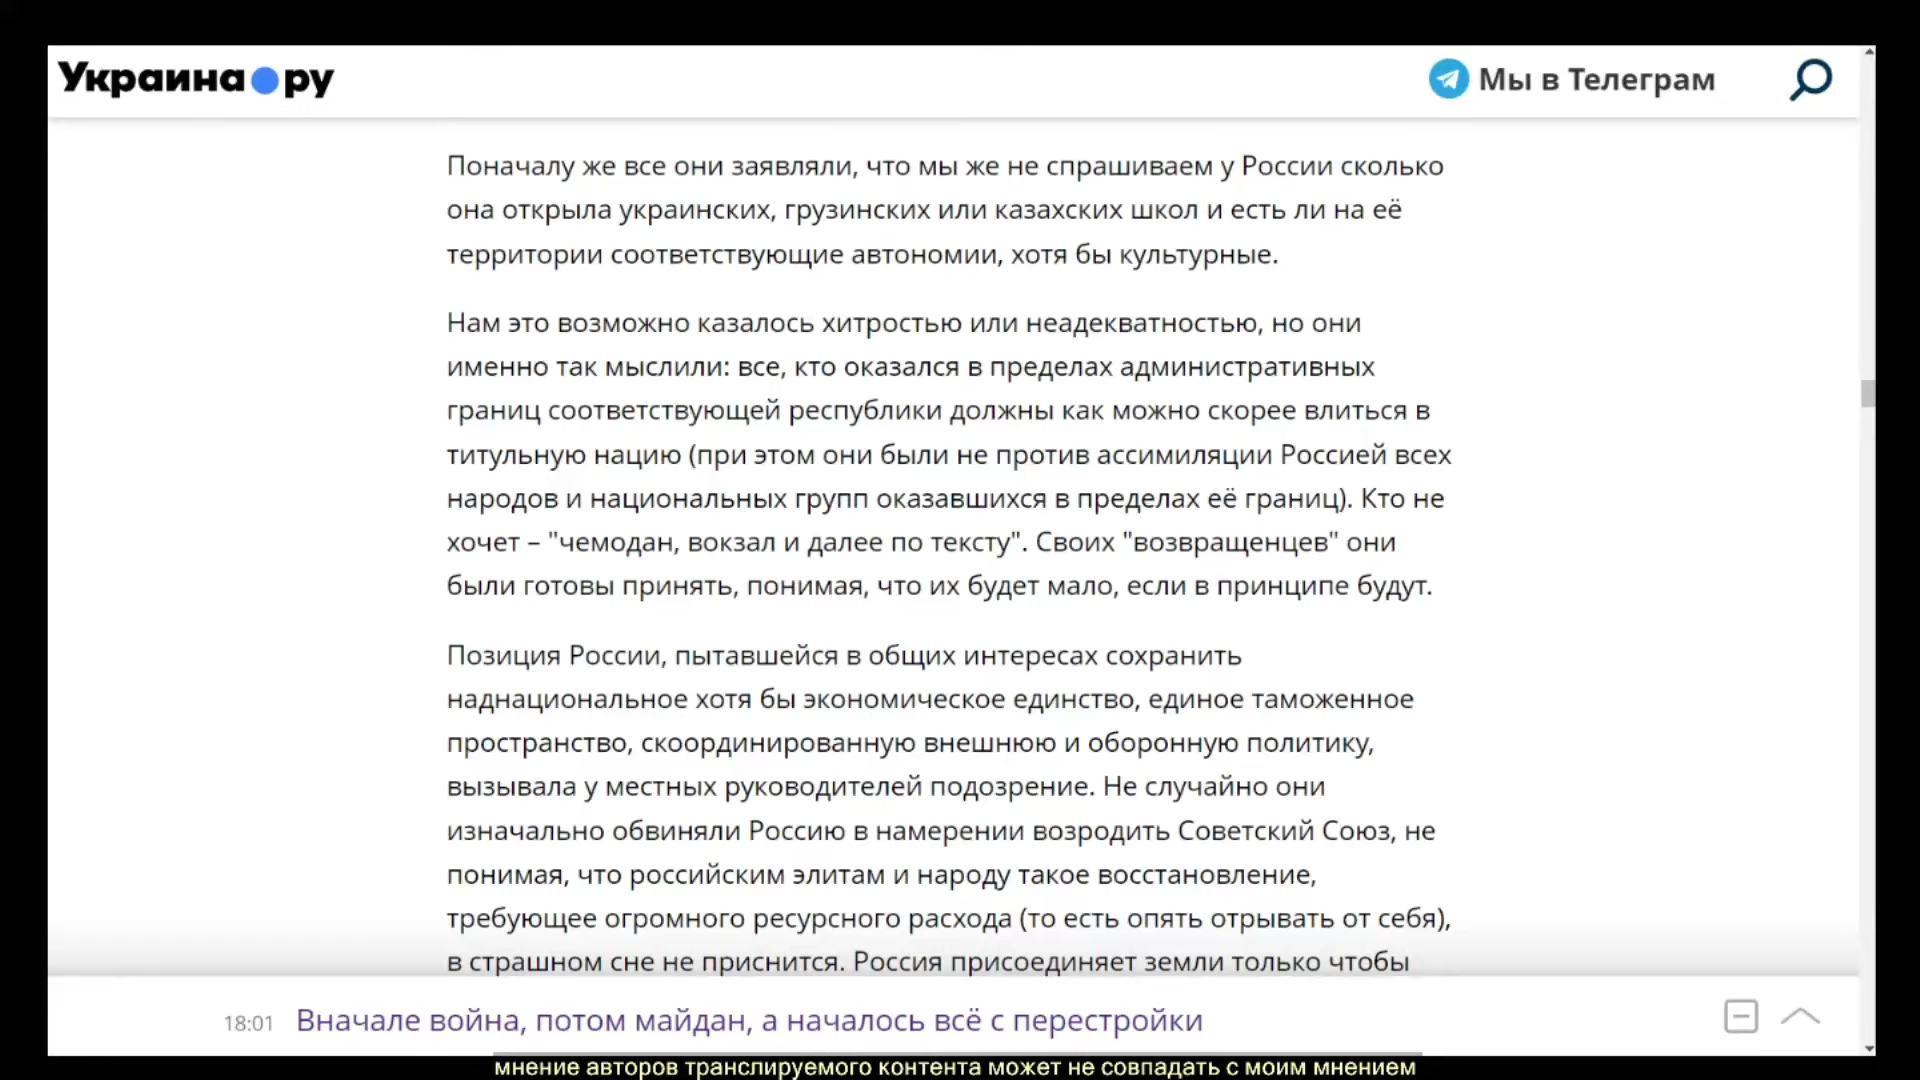 Украина ру
Мы в Телеграм
Поначалу же все они заявляли, что мы же не спрашиваем у России сколько
она открыла украинских, грузинских или казахских школ и есть ли на её
территории соответствующие автономии, хотя бы культурные.
Нам это возможно казалось хитростью или неадекватностью, но они
именно так мыслили: все, кто оказался в пределах административных
границ соответствующей республики должны как можно скорее влиться в
титульную нацию (при этом они были не против ассимиляции Россией всех
народов и национальных групп оказавшихся в пределах её границ). Кто не
хочет – "чемодан, вокзал и далее по тексту". Своих "возвращенцев" они
были готовы принять, понимая, что их будет мало, если в принципе будут.
Позиция России, пытавшейся в общих интересах сохранить
наднациональное хотя бы экономическое единство, единое таможенное
пространство, скоординированную внешнюю и оборонную политику,
вызывала у местных руководителей подозрение. Не случайно они
изначально обвиняли Россию в намерении возродить Советский Союз, не
понимая, что российским элитам и народу такое восстановление,
требующее огромного ресурсного расхода (то есть опять отрывать от себя),
в страшном сне не приснится. Россия присоединяет земли только чтобы
18:01 Вначале война, потом майдан, а началось всё с перестройки
мнение авторов транслируемого контента может не совпадать с моим мнением